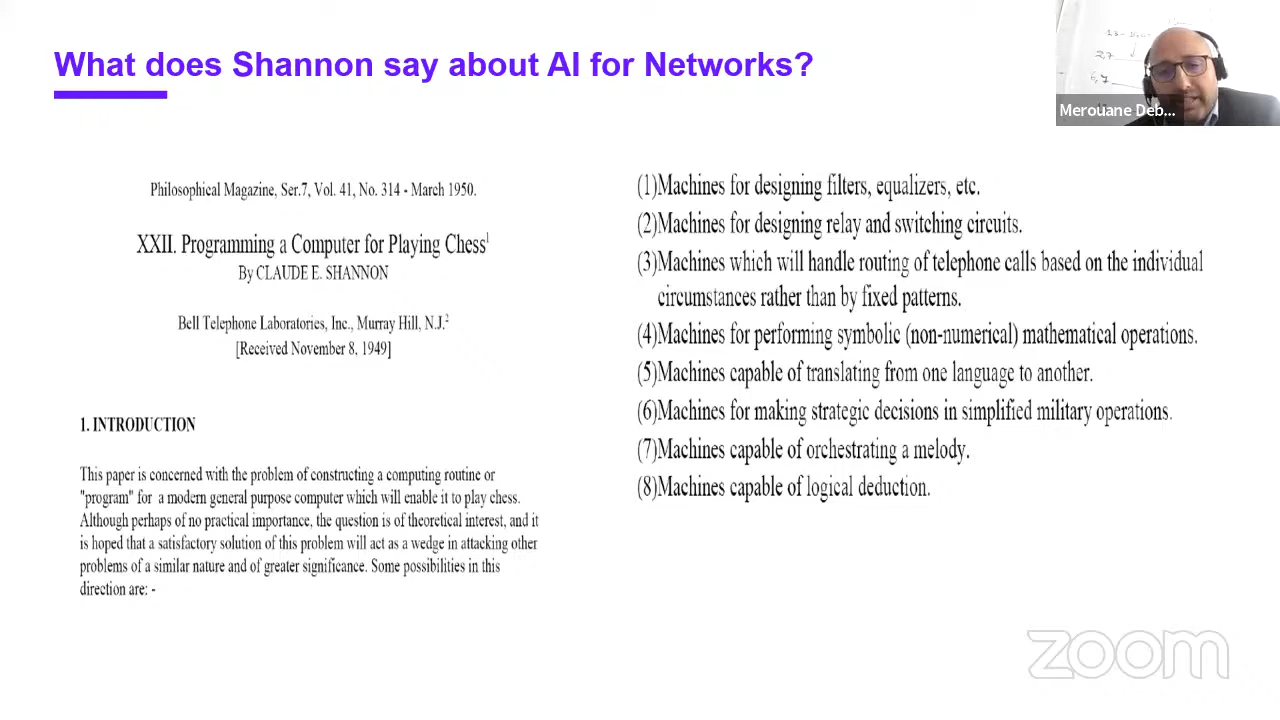 What does Shannon say about AI for Networks?
Merouane Deb...
Philosophical Magazine, Ser.7, Vol. 41, No. 314 - March 1950.
XXII. Programming a Computer for Playing Chess1
By CLAUDE E. SHANNON
Bell Telephone Laboratories, Inc., Murray Hill, N.J.2
[Received November 8, 1949]
1. INTRODUCTION
This paper is concerned with the problem of constructing a computing routine or
"program" for a modern general purpose computer which will enable it to play chess.
Although perhaps of no practical importance, the question is of theoretical interest, and it
is hoped that a satisfactory solution of this problem will act as a wedge in attacking other
problems of a similar nature and of greater significance. Some possibilities in this
direction are: -
(1)Machines for designing filters, equalizers, etc.
(2)Machines for designing relay and switching circuits.
(3)Machines which will handle routing of telephone calls based on the individual
circumstances rather than by fixed patterns.
(4)Machines for performing symbolic (non-numerical) mathematical operations.
(5)Machines capable of translating from one language to another.
(6)Machines for making strategic decisions in simplified military operations.
(7)Machines capable of orchestrating a melody.
(8)Machines capable of logical deduction.
zoom